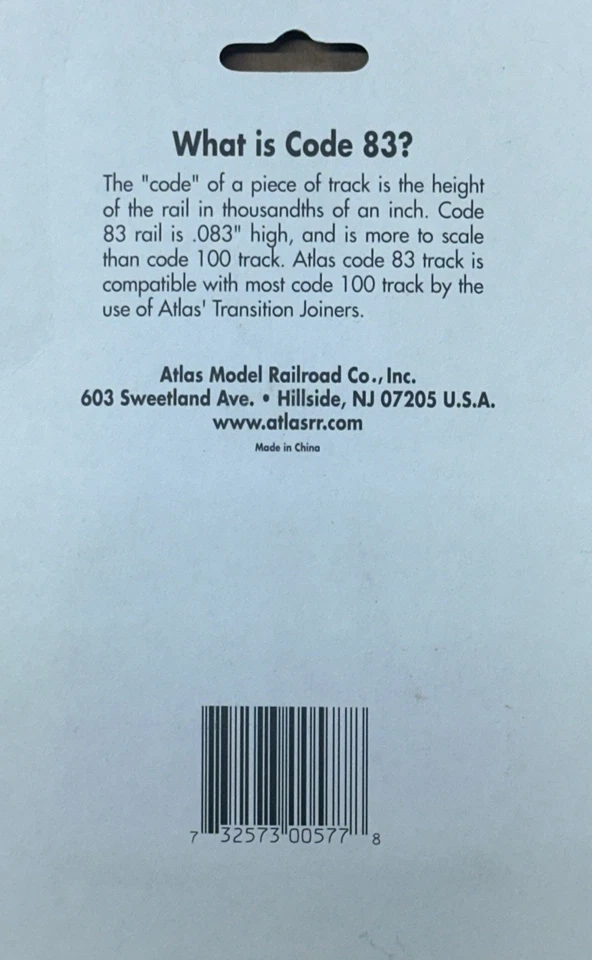 What is Code 83?
The "code" of a piece of track is the height
of the rail in thousandths of an inch. Code
83 rail is .083" high, and is more to scale
than code 100 track. Atlas code 83 track is
compatible with most code 100 track by the
use of Atlas' Transition Joiners.
Atlas Model Railroad Co., Inc.
603 Sweetland Ave. • Hillside, NJ 07205 U.S.A.
www.atlasrr.com
Made in China
7 32573 00577 8